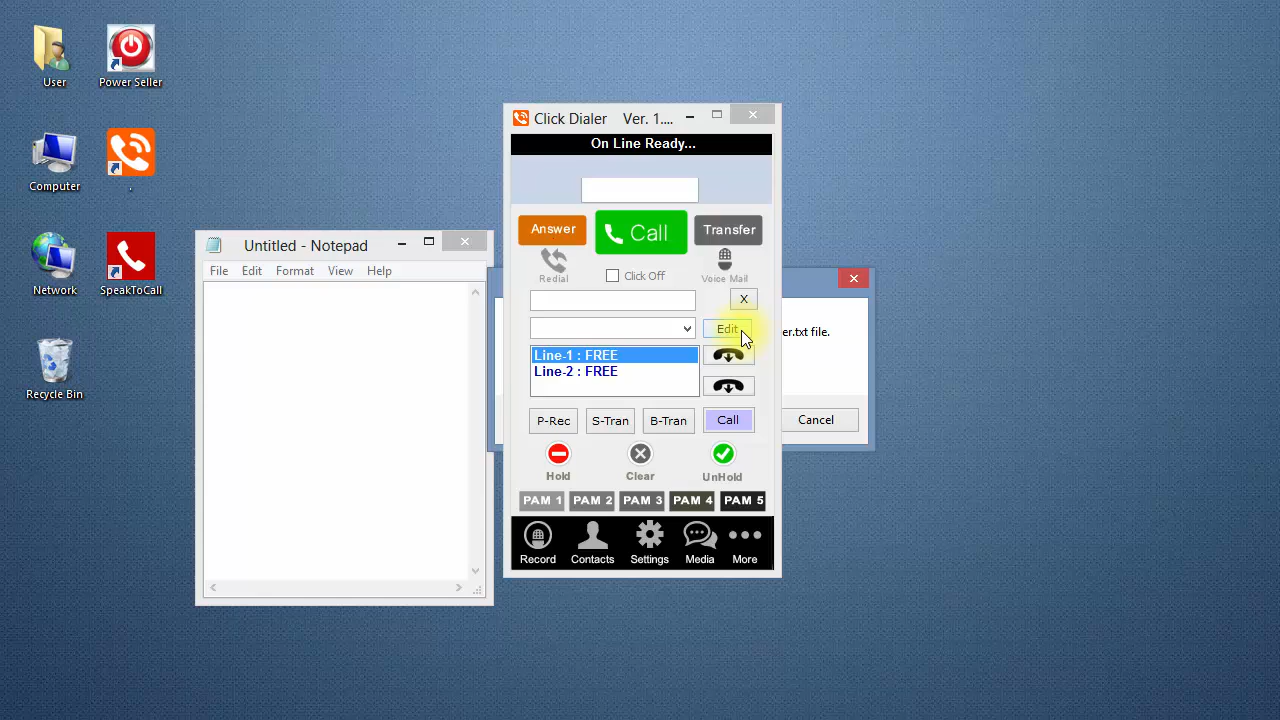 User
Power Seller
Computer
.
Network
SpeakToCall
Recycle Bin
Untitled - Notepad
File Edit Format View Help
Click Dialer Ver. 1....
On Line Ready...
Answer
Call
Transfer
Redial
Click Off
Voice Mail
X
Edit
er.txt file.
Line-1 : FREE
Line-2 : FREE
P-Rec
S-Tran
B-Tran
Call
Cancel
Hold
Clear
UnHold
PAM 1
PAM 2
PAM 3
PAM 4
PAM 5
Record
Contacts
Settings
Media
More